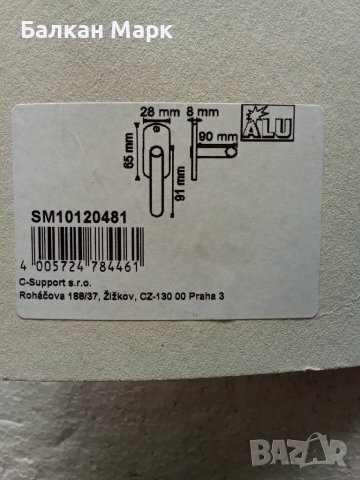 Балкан Марк
28 mm
8 mm
90 mm
ALU
65 mm
91 mm
SM10120481
4 005724 784461
C-Support s.r.o.
Roháčova 188/37, Žižkov, CZ-130 00 Praha 3
BAZAR